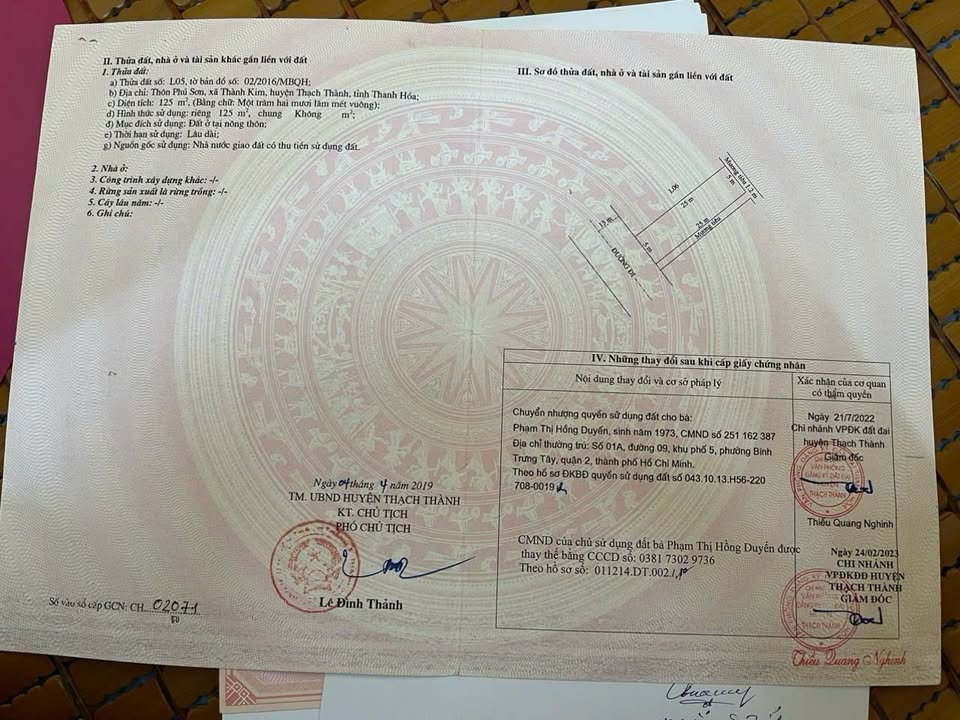 II. Thửa đất, nhà ở và tài sản khác gắn liền với đất
1. Thửa đất:
a) Thửa đất số: L05, tờ bản đồ số: 02/2016/MBQH;
b) Địa chỉ: Thôn Phú Sơn, xã Thành Kim, huyện Thạch Thành, tỉnh Thanh Hóa;
c) Diện tích: 125 m², (Bằng chữ: Một trăm hai mươi lăm mét vuông);
d) Hình thức sử dụng: riêng 125 m², chung Không m²;
đ) Mục đích sử dụng: Đất ở tại nông thôn;
e) Thời hạn sử dụng: Lâu dài;
g) Nguồn gốc sử dụng: Nhà nước giao đất có thu tiền sử dụng đất.
2. Nhà ở:
3. Công trình xây dựng khác: -/-
4. Rừng sản xuất là rừng trồng: -/-
5. Cây lâu năm: -/-
6. Ghi chú:
Ngày 04 tháng 4 năm 2019
TM. UBND HUYỆN THẠCH THÀNH
KT. CHỦ TỊCH
PHÓ CHỦ TỊCH
Lê Đình Thảnh
Số vào sổ cấp GCN: CH 02071
III. Sơ đồ thửa đất, nhà ở và tài sản gắn liền với đất
Mương tiêu 1.2 m
5 m
L06
25 m
25 m
Mương tiêu
15 m
5 m
ĐƯỜNG ĐI
IV. Những thay đổi sau khi cấp giấy chứng nhận
Nội dung thay đổi và cơ sở pháp lý
Xác nhận của cơ quan
có thẩm quyền
Chuyển nhượng quyền sử dụng đất cho bà:
Phạm Thị Hồng Duyến, sinh năm 1973, CMND số 251 162 387
Địa chỉ thường trú: Số 01A, đường 09, khu phố 5, phường Bình
Trưng Tây, quận 2, thành phố Hồ Chí Minh.
Theo hồ sơ ĐKBĐ quyền sử dụng đất số 043.10.13.H56-220
708-0019
Ngày 21/7/2022
Chi nhánh VPĐK đất đai
huyện Thạch Thành
Giám đốc
Thiều Quang Nghinh
CMND của chủ sử dụng đất bà Phạm Thị Hồng Duyến được
thay thế bằng CCCD số: 0381 7302 9736
Theo hồ sơ số: 011214.DT.002
Ngày 24/02/2023
CHI NHÁNH
VPĐKĐĐ HUYỆN
THẠCH THÀNH
GIÁM ĐỐC
Thiều Quang Nghinh